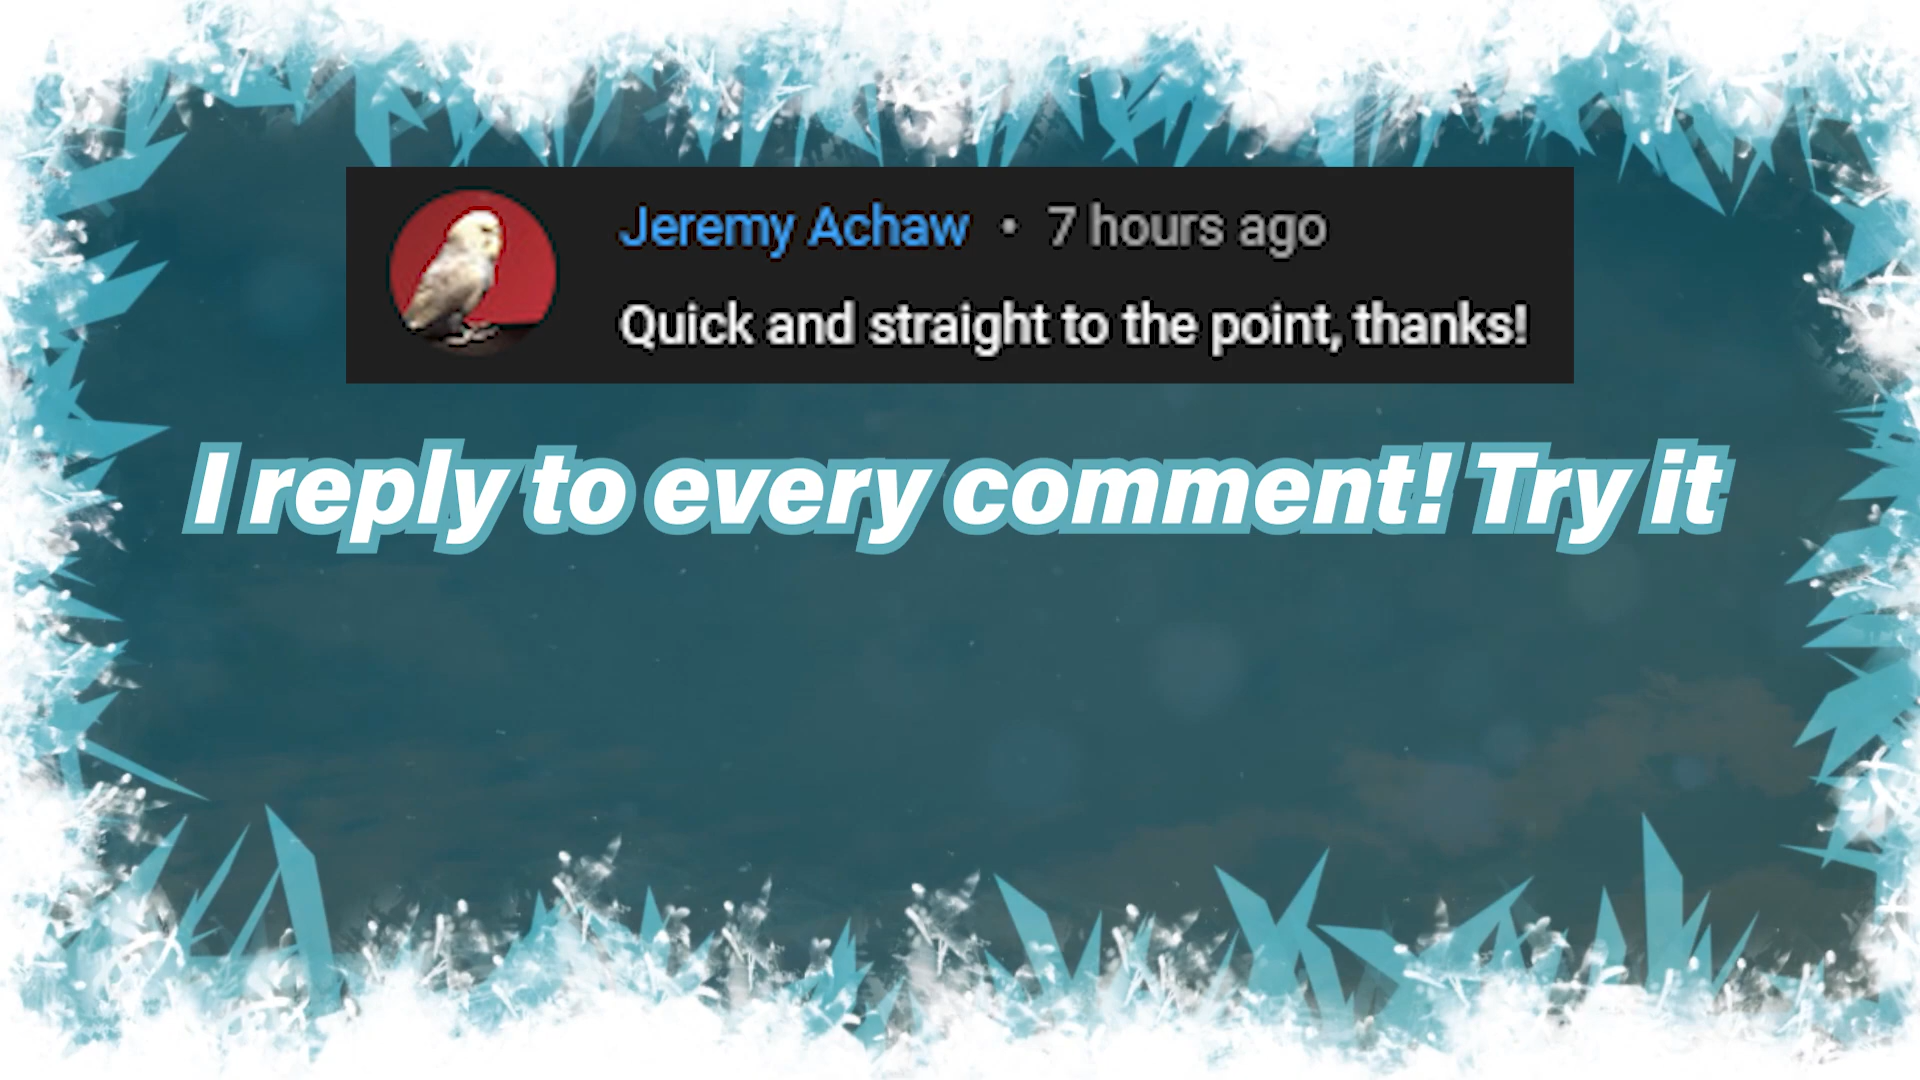 Jeremy Achaw • 7 hours ago
Quick and straight to the point, thanks!
I reply to every comment! Try it